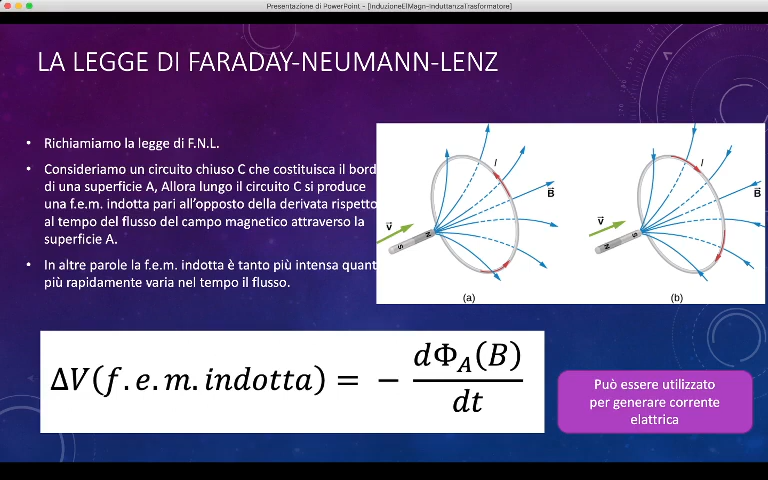 Presentazione di PowerPoint - [InduzioneElMagn-InduttanzaTrasformatore]
LA LEGGE DI FARADAY-NEUMANN-LENZ
• Richiamiamo la legge di F.N.L.
• Consideriamo un circuito chiuso C che costituisca il bord
di una superficie A, Allora lungo il circuito C si produce
una f.e.m. indotta pari all'opposto della derivata rispetto
al tempo del flusso del campo magnetico attraverso la
superficie A.
• In altre parole la f.e.m. indotta è tanto più intensa quant
più rapidamente varia nel tempo il flusso.
I
B
v
S N
(a)
I
B
v
N S
(b)
ΔV(f.e.m.indotta) = − dΦ_A(B)
dt
Può essere utilizzato
per generare corrente
elattrica